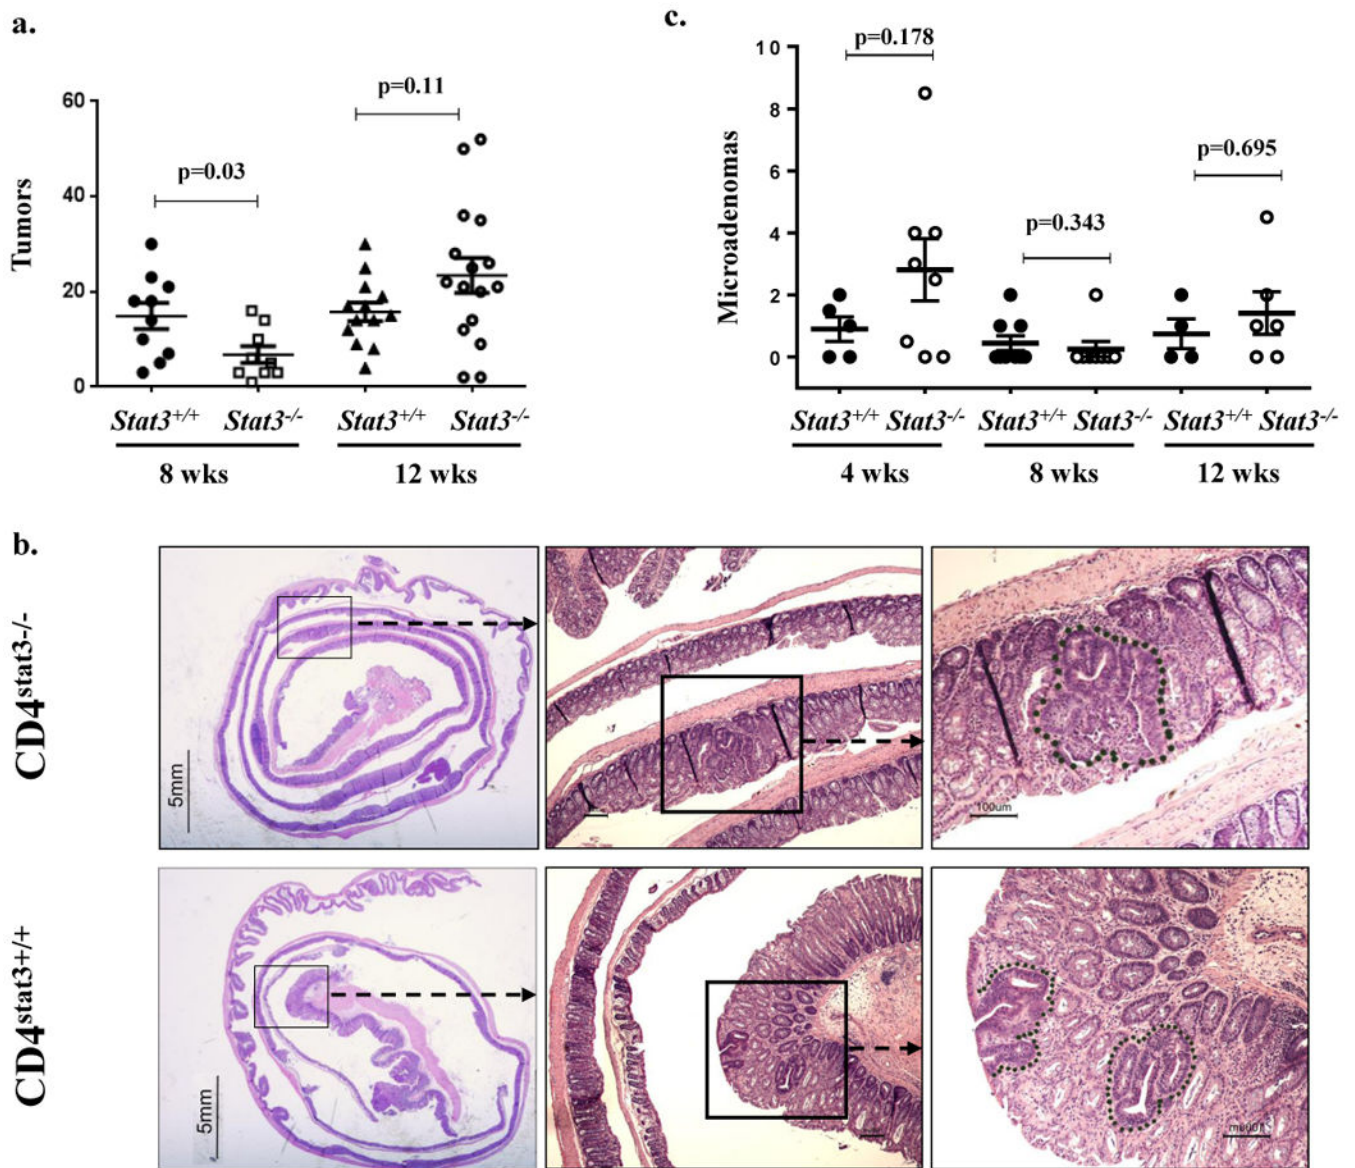 a.
Tumors
60
40
20
0
p=0.03
p=0.11
Stat3+/+ Stat3-/- Stat3+/+ Stat3-/-
8 wks 12 wks
c.
Microadenomas
10
8
6
4
2
0
p=0.178
p=0.343
p=0.695
Stat3+/+ Stat3-/- Stat3+/+ Stat3-/- Stat3+/+ Stat3-/-
4 wks 8 wks 12 wks
b.
CD4stat3-/-
5mm
100um
CD4stat3+/+
5mm